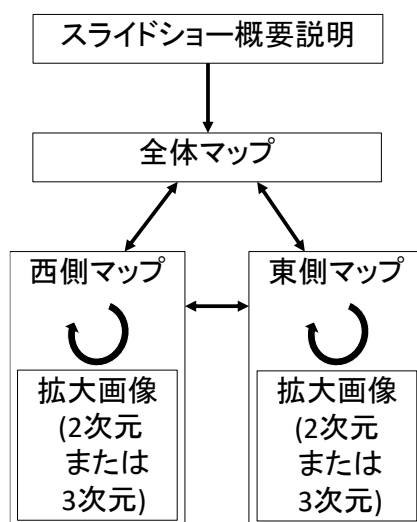 スライドショー概要説明
全体マップ
西側マップ
拡大画像
(2次元
または
3次元)
東側マップ
拡大画像
(2次元
または
3次元)